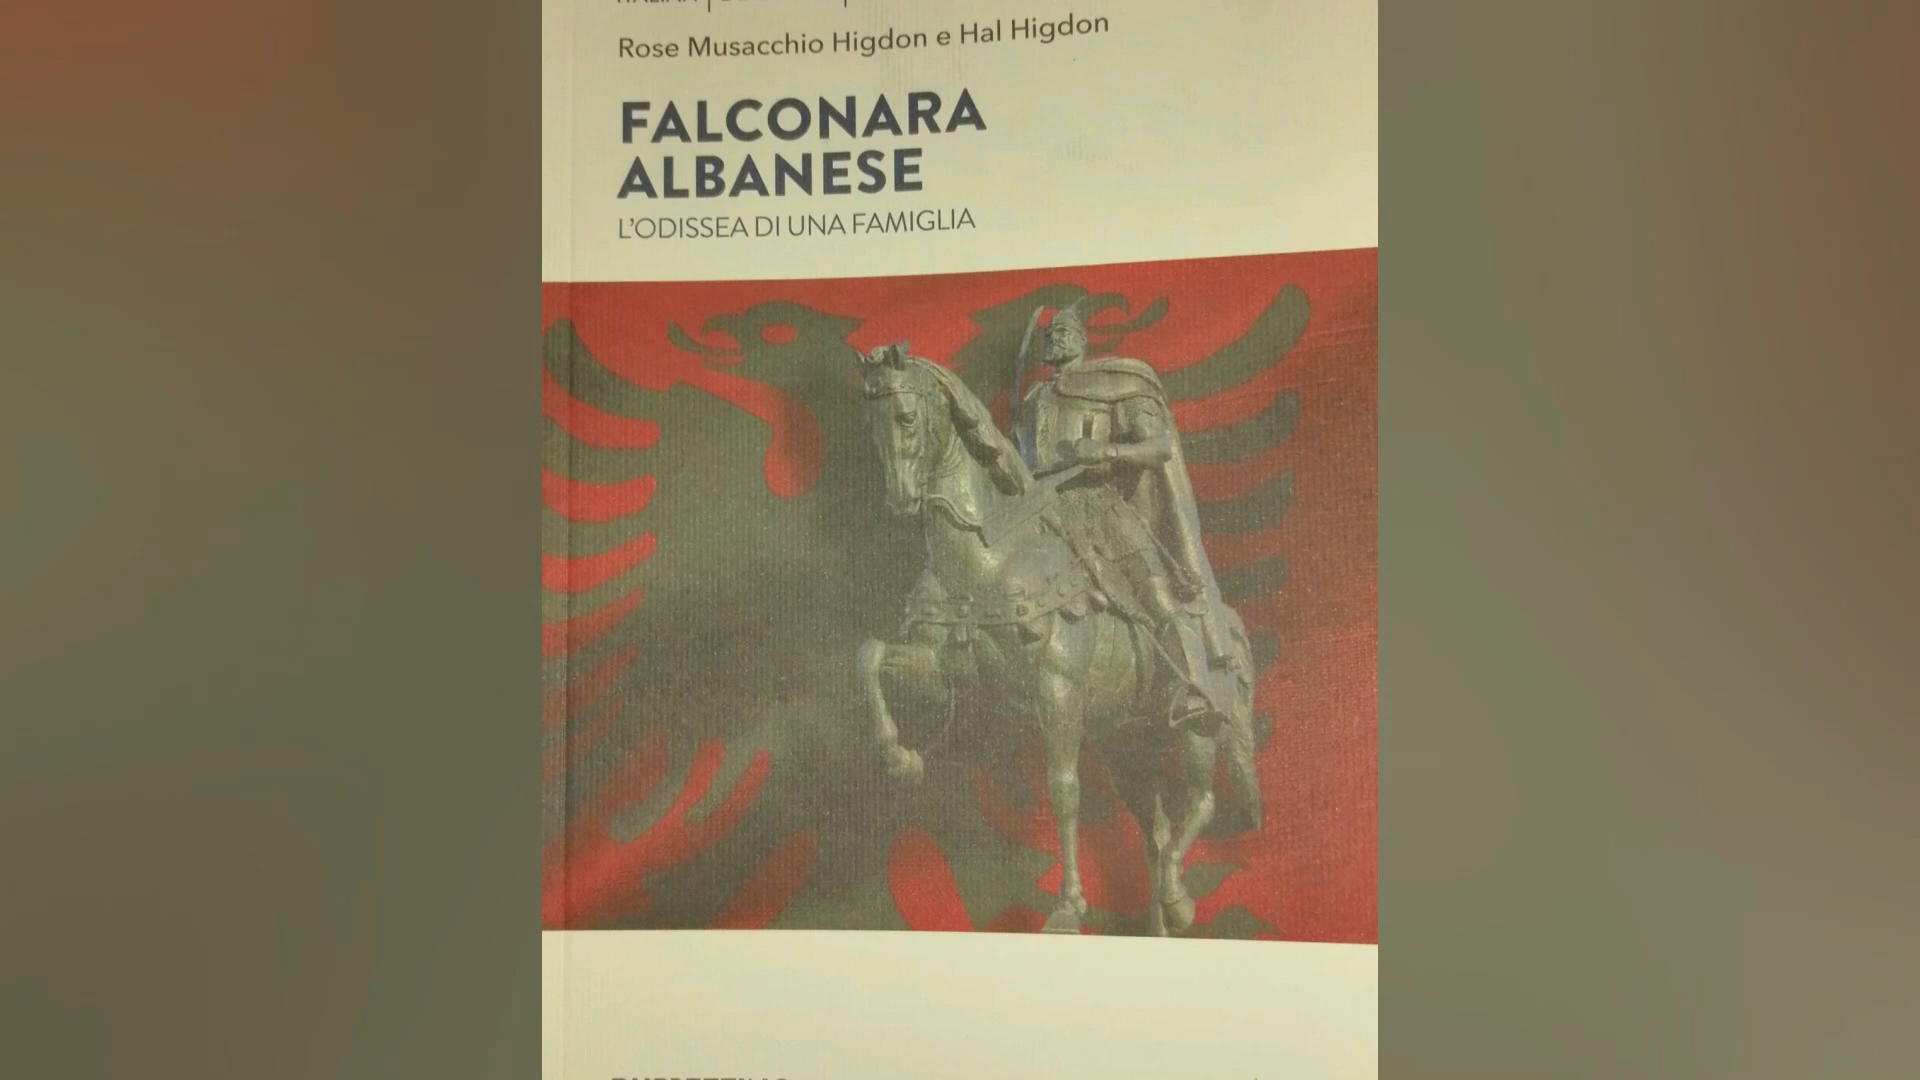 Rose Musacchio Higdon e Hal Higdon
FALCONARA
ALBANESE
L'ODISSEA DI UNA FAMIGLIA